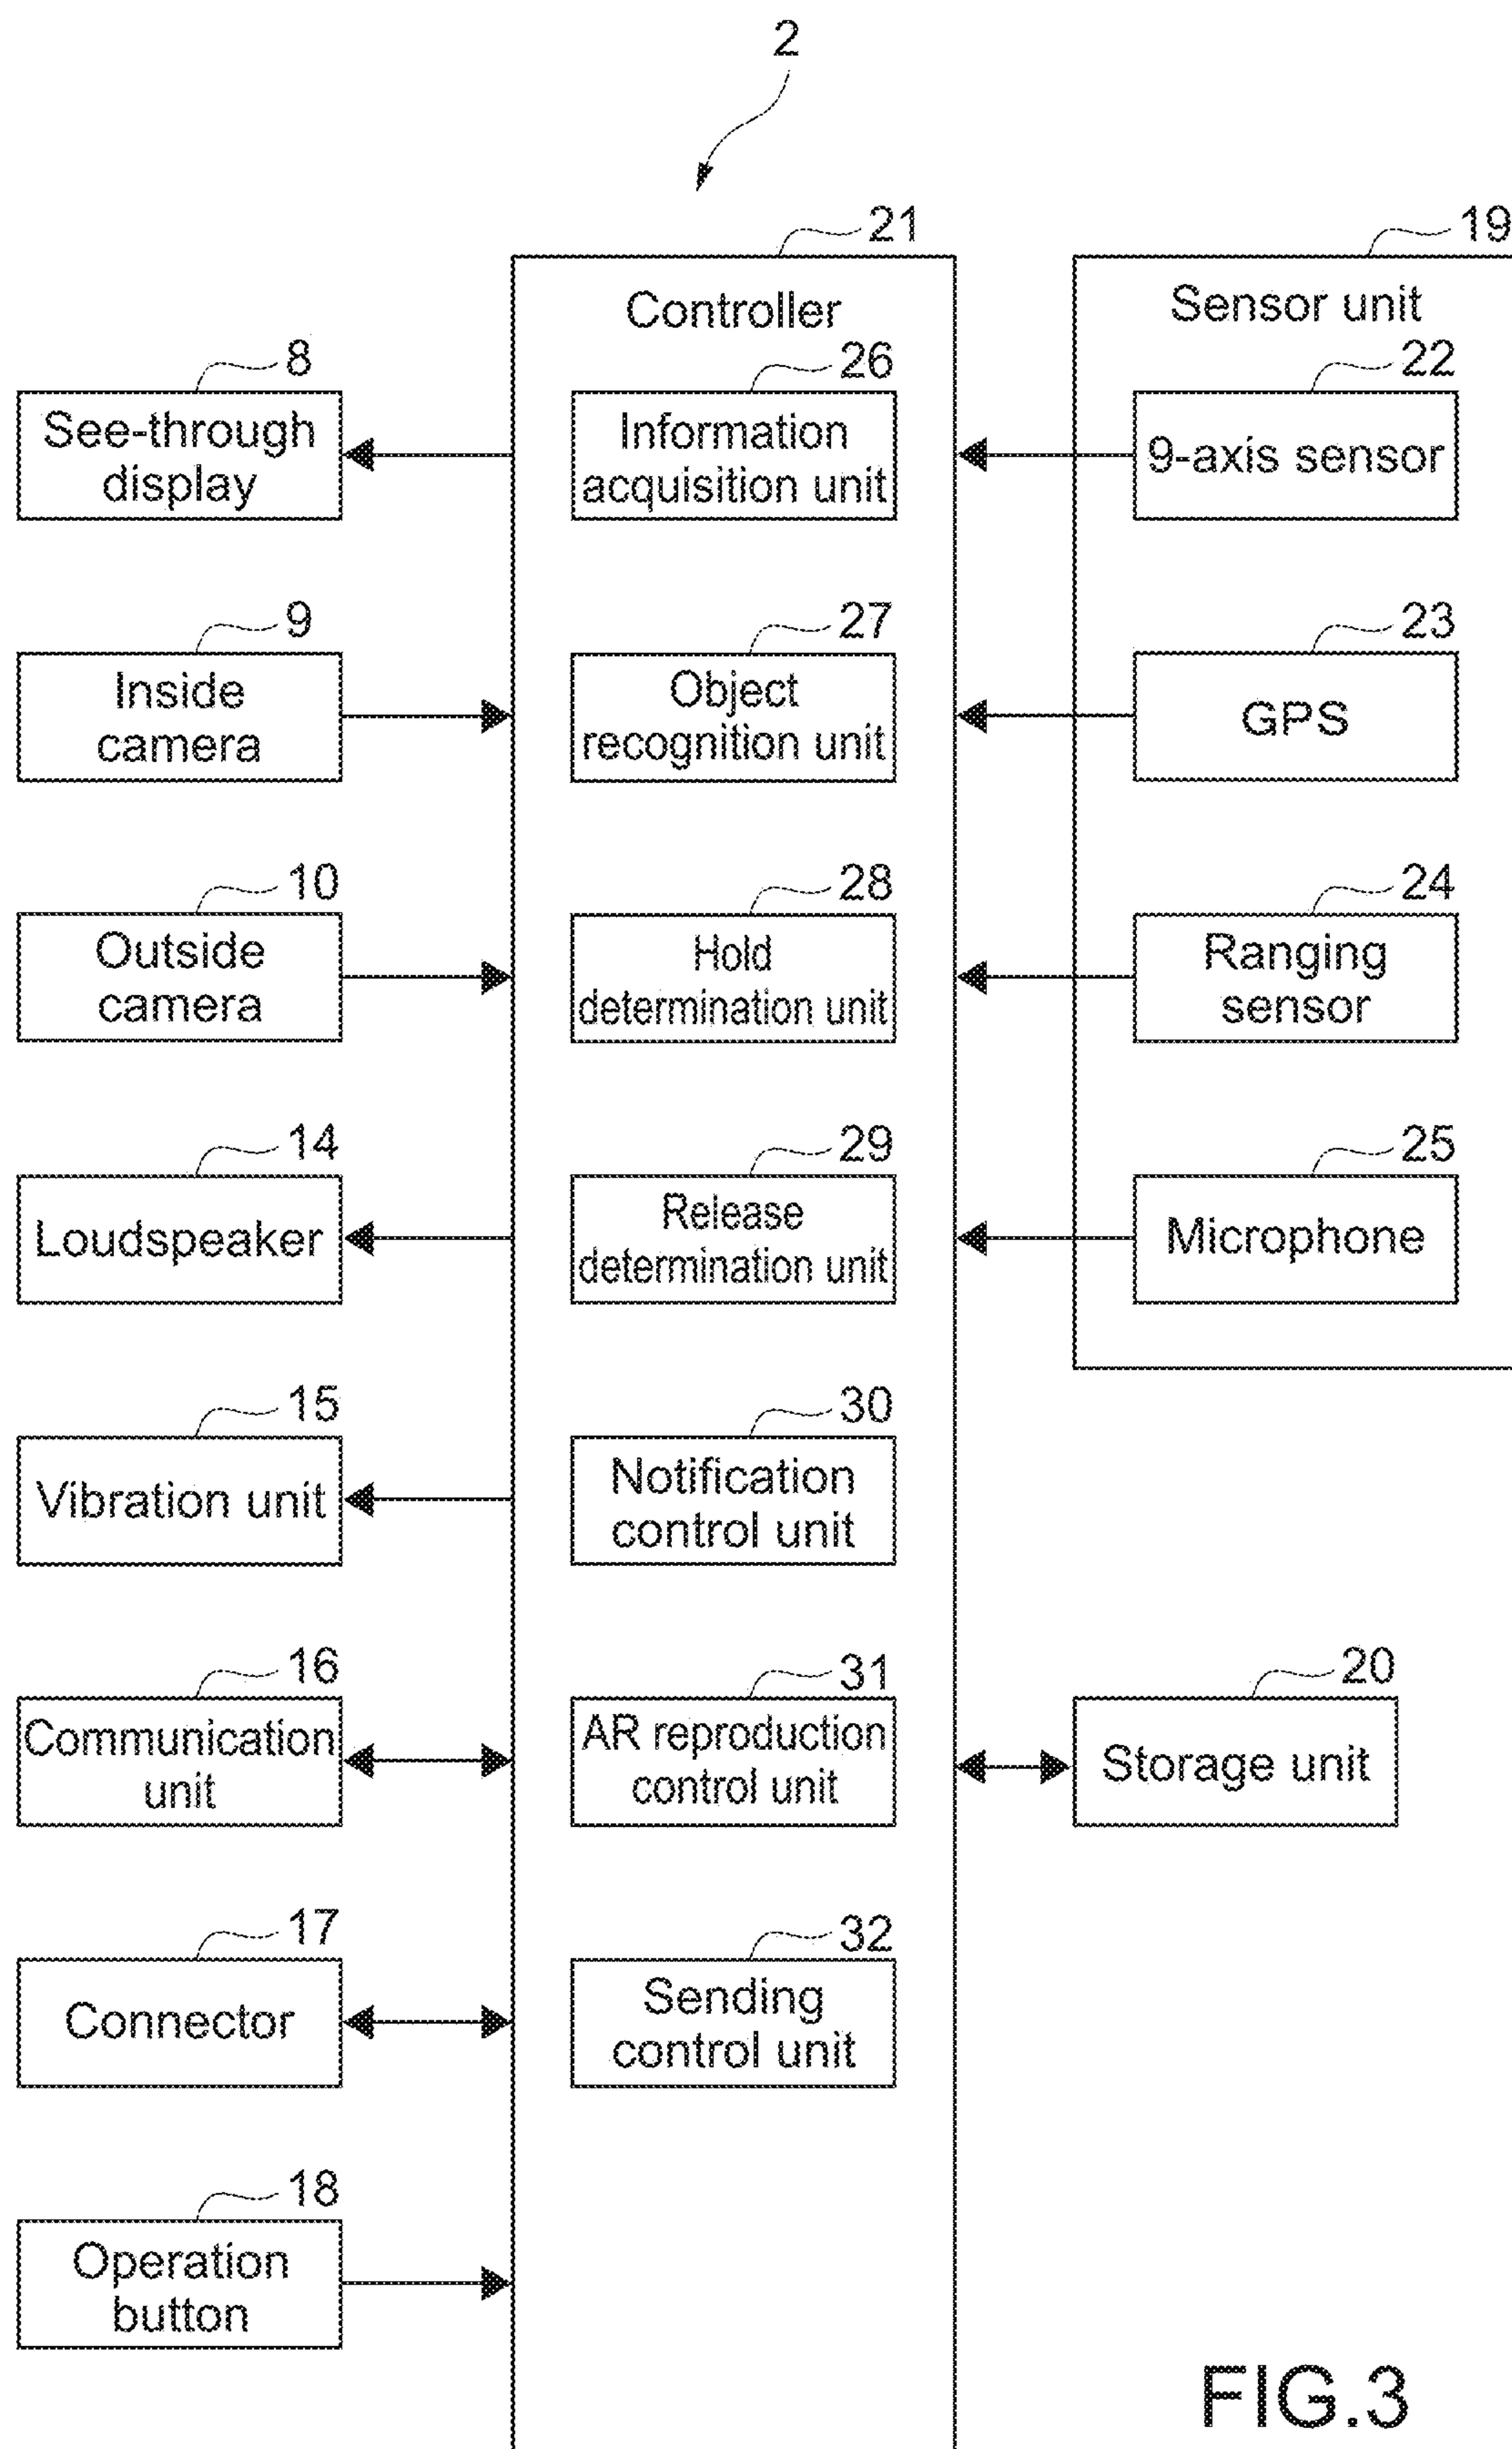 2
21
19
Controller
Sensor unit
8
26
22
See-through
display
Information
acquisition unit
9-axis sensor
9
27
23
Inside
camera
Object
recognition unit
GPS
10
28
24
Outside
camera
Hold
determination unit
Ranging
sensor
14
29
25
Loudspeaker
Release
determination unit
Microphone
15
30
Vibration unit
Notification
control unit
16
31
20
Communication
unit
AR reproduction
control unit
Storage unit
17
32
Connector
Sending
control unit
18
Operation
button
FIG.3